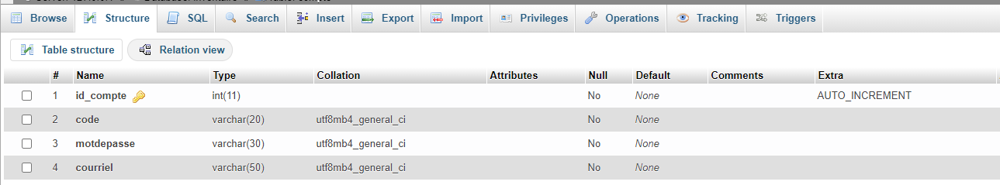 Browse Structure SQL Search Insert Export Import Privileges Operations Tracking Triggers
Table structure Relation view
# Name Type Collation Attributes Null Default Comments Extra
1 id_compte int(11) No None AUTO_INCREMENT
2 code varchar(20) utf8mb4_general_ci No None
3 motdepasse varchar(30) utf8mb4_general_ci No None
4 courriel varchar(50) utf8mb4_general_ci No None